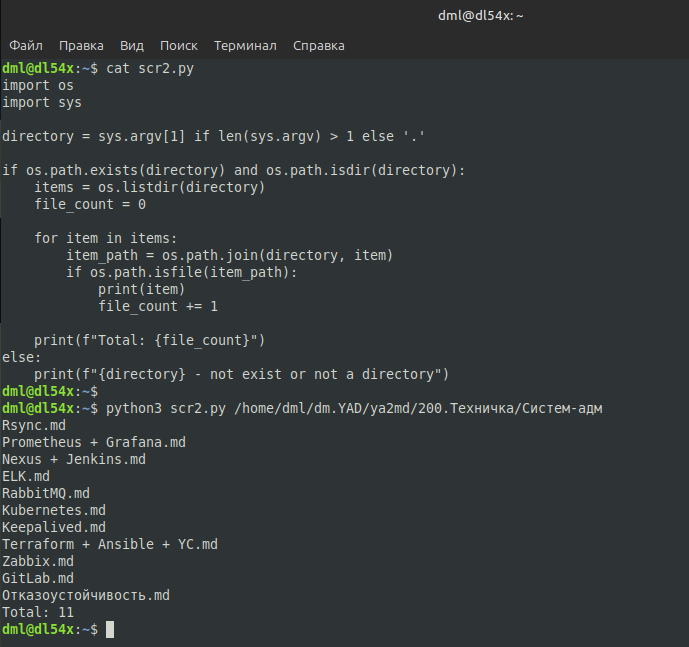 dml@dl54x: ~
Файл Правка Вид Поиск Терминал Справка
dml@dl54x:~$ cat scr2.py
import os
import sys

directory = sys.argv[1] if len(sys.argv) > 1 else '.'

if os.path.exists(directory) and os.path.isdir(directory):
    items = os.listdir(directory)
    file_count = 0

    for item in items:
        item_path = os.path.join(directory, item)
        if os.path.isfile(item_path):
            print(item)
            file_count += 1

    print(f"Total: {file_count}")
else:
    print(f"{directory} - not exist or not a directory")
dml@dl54x:~$
dml@dl54x:~$ python3 scr2.py /home/dml/dm.YAD/ya2md/200.Техничка/Систем-адм
Rsync.md
Prometheus + Grafana.md
Nexus + Jenkins.md
ELK.md
RabbitMQ.md
Kubernetes.md
Keepalived.md
Terraform + Ansible + YC.md
Zabbix.md
GitLab.md
Отказоустойчивость.md
Total: 11
dml@dl54x:~$